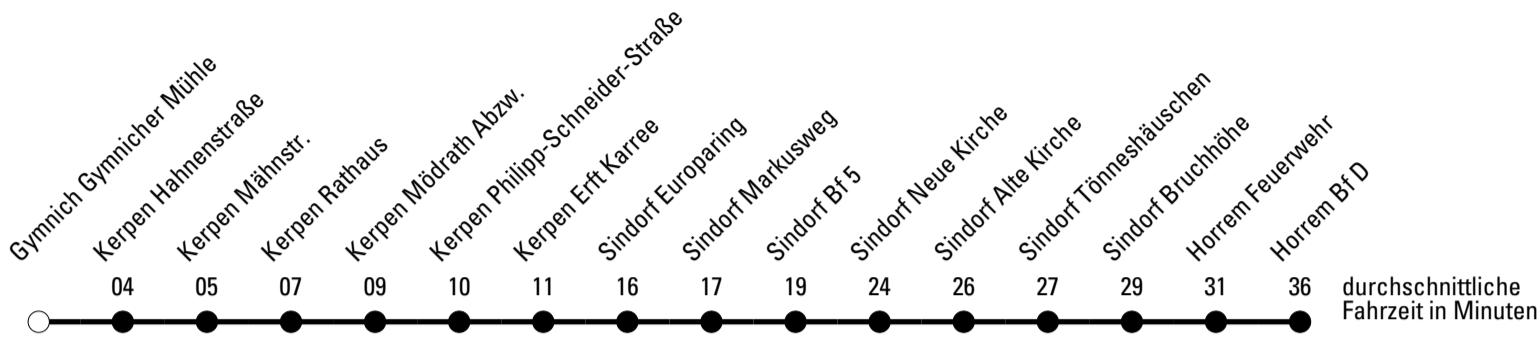 Gymnich Gymnicher Mühle
Kerpen Hahnenstraße
Kerpen Mähnstr.
Kerpen Rathaus
Kerpen Mödrath Abzw.
Kerpen Philipp-Schneider-Straße
Kerpen Erft Karree
Sindorf Europaring
Sindorf Markusweg
Sindorf Bf 5
Sindorf Neue Kirche
Sindorf Alte Kirche
Sindorf Tönneshäuschen
Sindorf Bruchhöhe
Horrem Feuerwehr
Horrem Bf D
04 05 07 09 10 11 16 17 19 24 26 27 29 31 36
durchschnittliche
Fahrzeit in Minuten